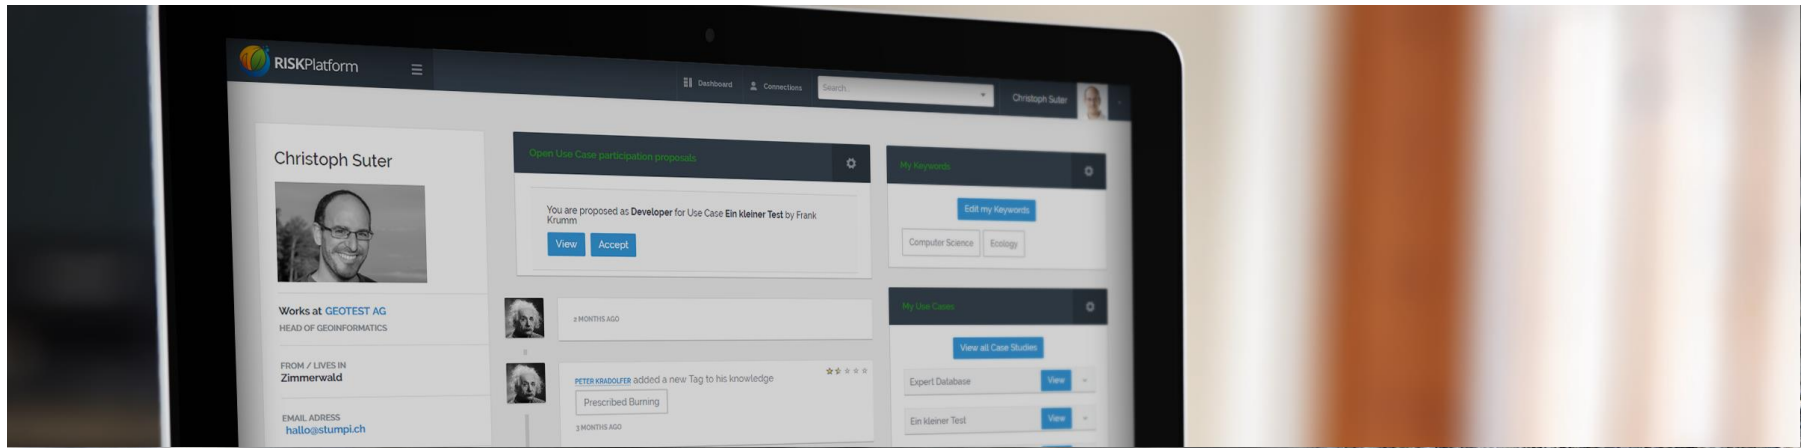 RISKPlatform
Dashboard
Connections
Search..
Christoph Suter
Christoph Suter
Works at GEOTEST AG
HEAD OF GEOINFORMATICS
FROM / LIVES IN
Zimmerwald
EMAIL ADRESS
hallo@stumpi.ch
Open Use Case participation proposals
You are proposed as Developer for Use Case Ein kleiner Test by Frank
Krumm
View
Accept
2 MONTHS AGO
PETER KRADOLFER added a new Tag to his knowledge
Prescribed Burning
3 MONTHS AGO
My Keywords
Edit my Keywords
Computer Science
Ecology
My Use Cases
View all Case Studies
Expert Database
View
Ein kleiner Test
View